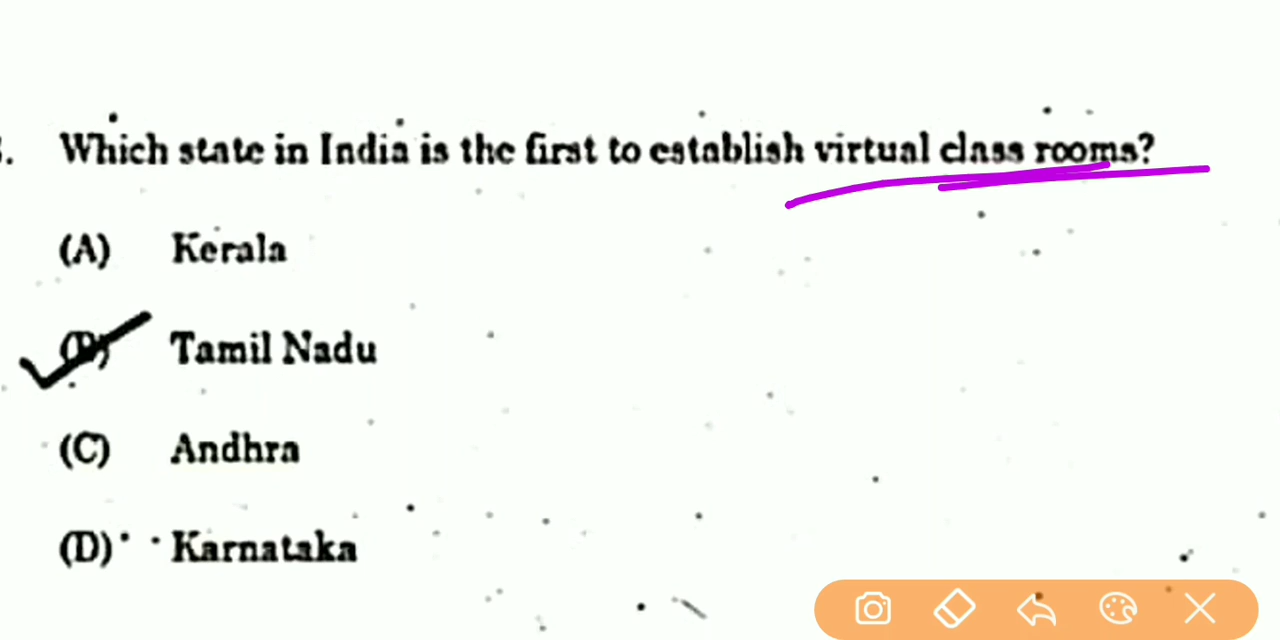 . Which state in India is the first to establish virtual class rooms?
(A) Kerala
(B) Tamil Nadu
(C) Andhra
(D) Karnataka